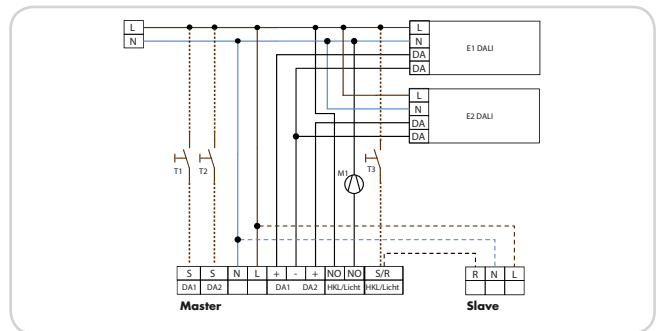 L
N
L
N
DA
DA
E1 DALI
L
N
DA
DA
E2 DALI
T1
T2
M1
T3
S S N L + - + NO NO S/R
DA1 DA2 DA1 DA2 HKL/Licht HKL/Licht
R N L
Master
Slave